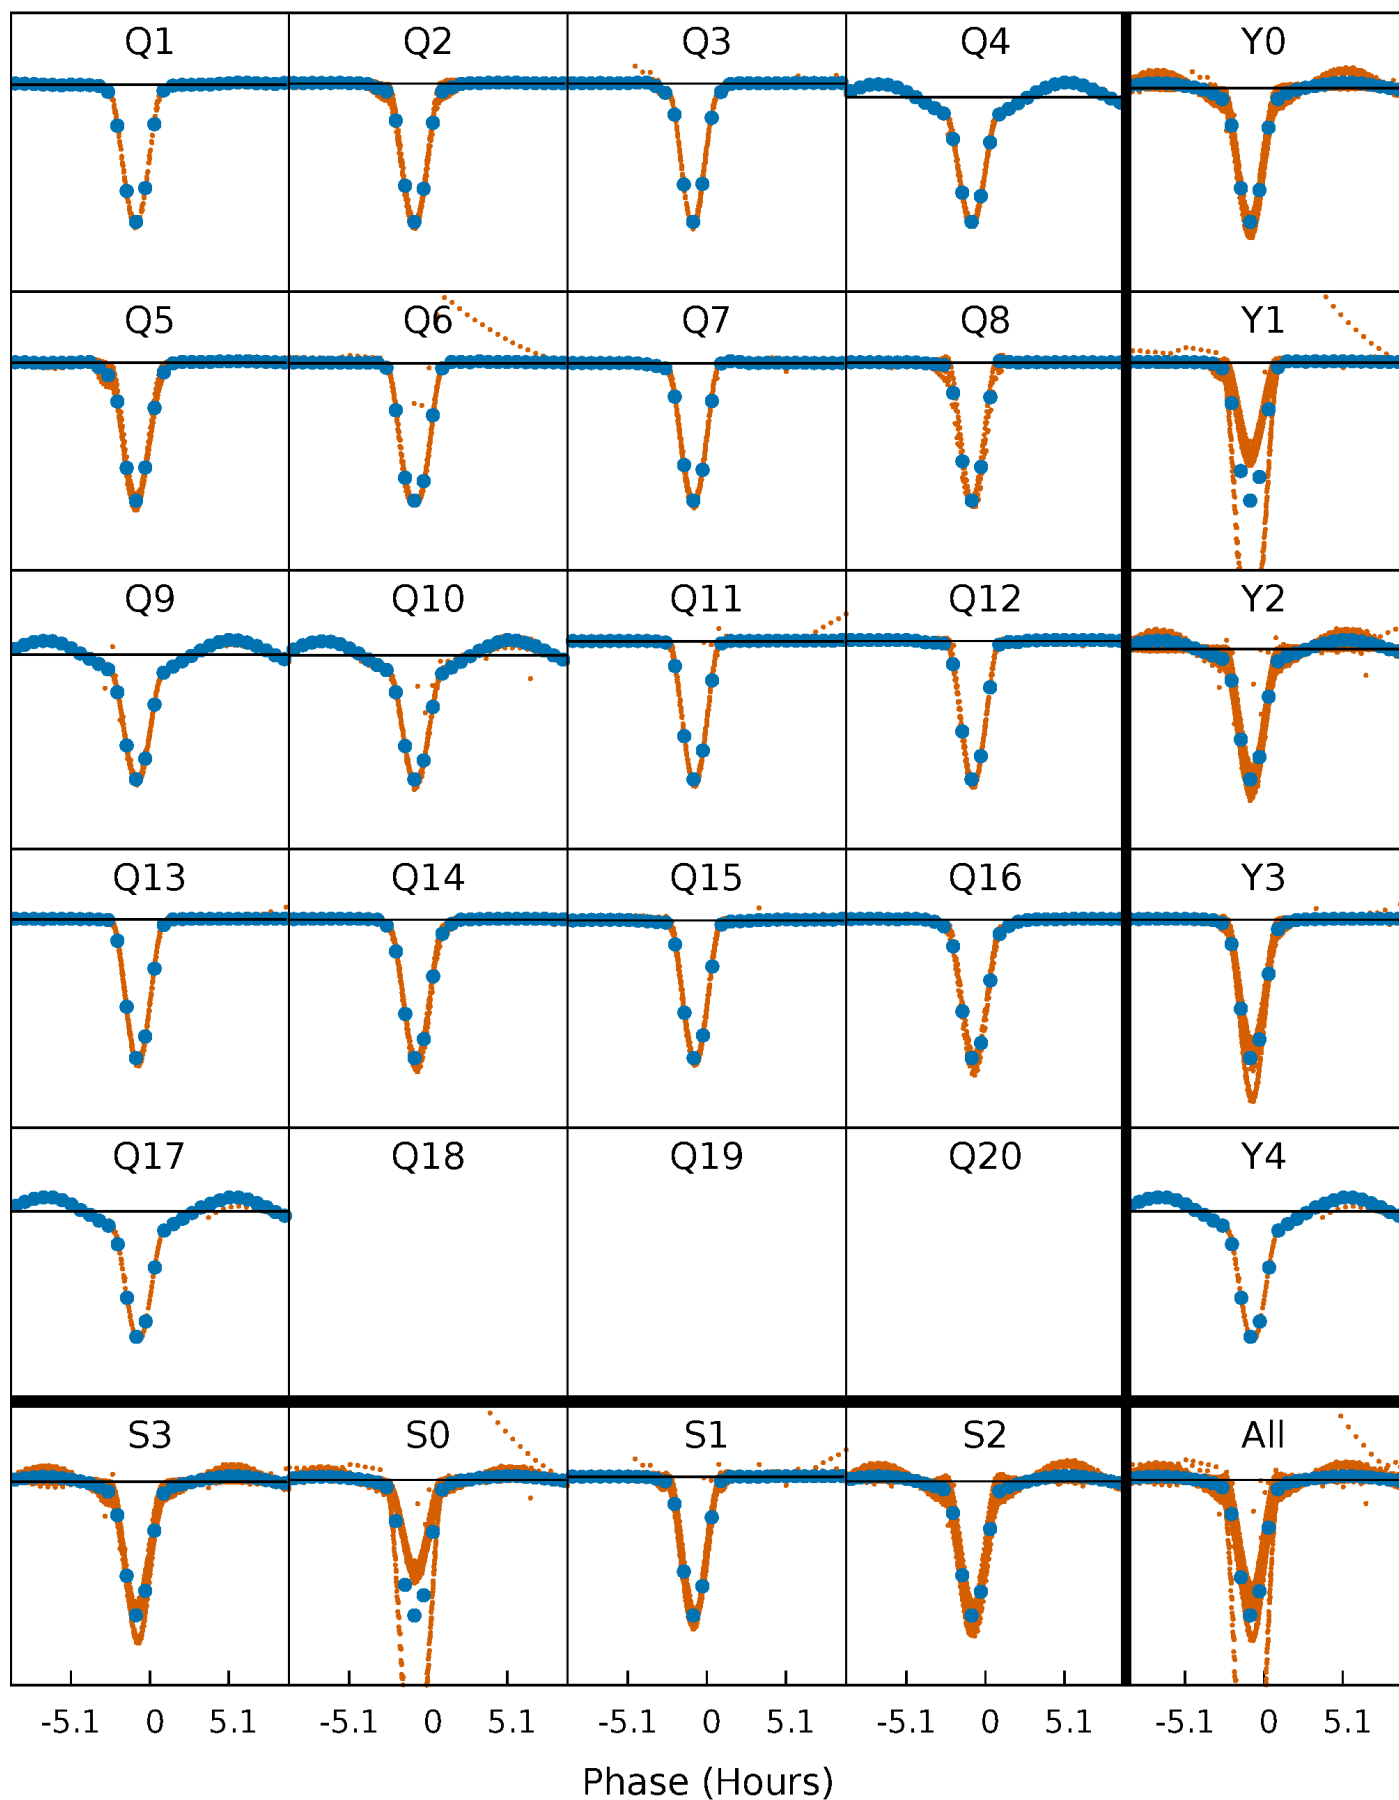 Q1 Q2 Q3 Q4 Y0
Q5 Q6 Q7 Q8 Y1
Q9 Q10 Q11 Q12 Y2
Q13 Q14 Q15 Q16 Y3
Q17 Q18 Q19 Q20 Y4
S3 S0 S1 S2 All
-5.1 0 5.1 -5.1 0 5.1 -5.1 0 5.1 -5.1 0 5.1 -5.1 0 5.1
Phase (Hours)